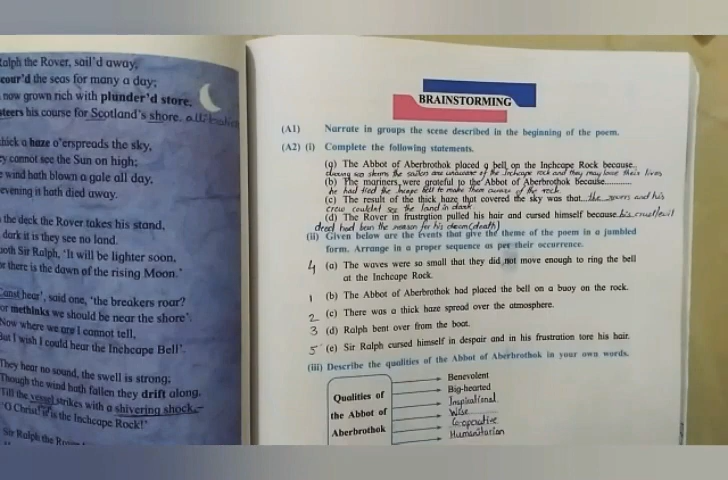 Ralph the Rover, sail'd away,
scour'd the seas for many a day;
now grown rich with plunder'd store,
steers his course for Scotland's shore. alliteration
thick a haze o'erspreads the sky,
ey cannot see the Sun on high;
e wind hath blown a gale all day,
evening it hath died away.
the deck the Rover takes his stand,
dark it is they see no land.
oth Sir Ralph, 'It will be lighter soon,
or there is the dawn of the rising Moon.'
Canst hear', said one, 'the breakers roar?
or methinks we should be near the shore'.
Now where we are I cannot tell,
But I wish I could hear the Inchcape Bell'.
They hear no sound, the swell is strong;
Though the wind hath fallen they drift along,
Till the vessel strikes with a shivering shock,-
'O Christ! it is the Inchcape Rock!'
Sir Ralph the Rover
BRAINSTORMING
(A1) Narrate in groups the scene described in the beginning of the poem.
(A2) (i) Complete the following statements.
(a) The Abbot of Aberbrothok placed a bell on the Inchcape Rock because..
during sea storms the sailors are unaware of the Inchcape rock and they may lose their lives
(b) The mariners were grateful to the Abbot of Aberbrothok because............
he had tied the Inchcape bell to make them aware of the rock
(c) The result of the thick haze that covered the sky was that the rovers and his
crew couldnt see the land in dark
(d) The Rover in frustration pulled his hair and cursed himself because his cruel/evil
deed had been the reason for his (death)
(ii) Given below are the events that give the theme of the poem in a jumbled
form. Arrange in a proper sequence as per their occurrence.
4 (a) The waves were so small that they did not move enough to ring the bell
at the Inchcape Rock.
1 (b) The Abbot of Aberbrothok had placed the bell on a buoy on the rock.
2 (c) There was a thick haze spread over the atmosphere.
3 (d) Ralph bent over from the boat.
5 (e) Sir Ralph cursed himself in despair and in his frustration tore his hair.
(iii) Describe the qualities of the Abbot of Aberbrothok in your own words.
Qualities of
the Abbot of
Aberbrothok
Benevolent
Big-hearted
Inspirational
Wise
Co-operative
Humanitarian